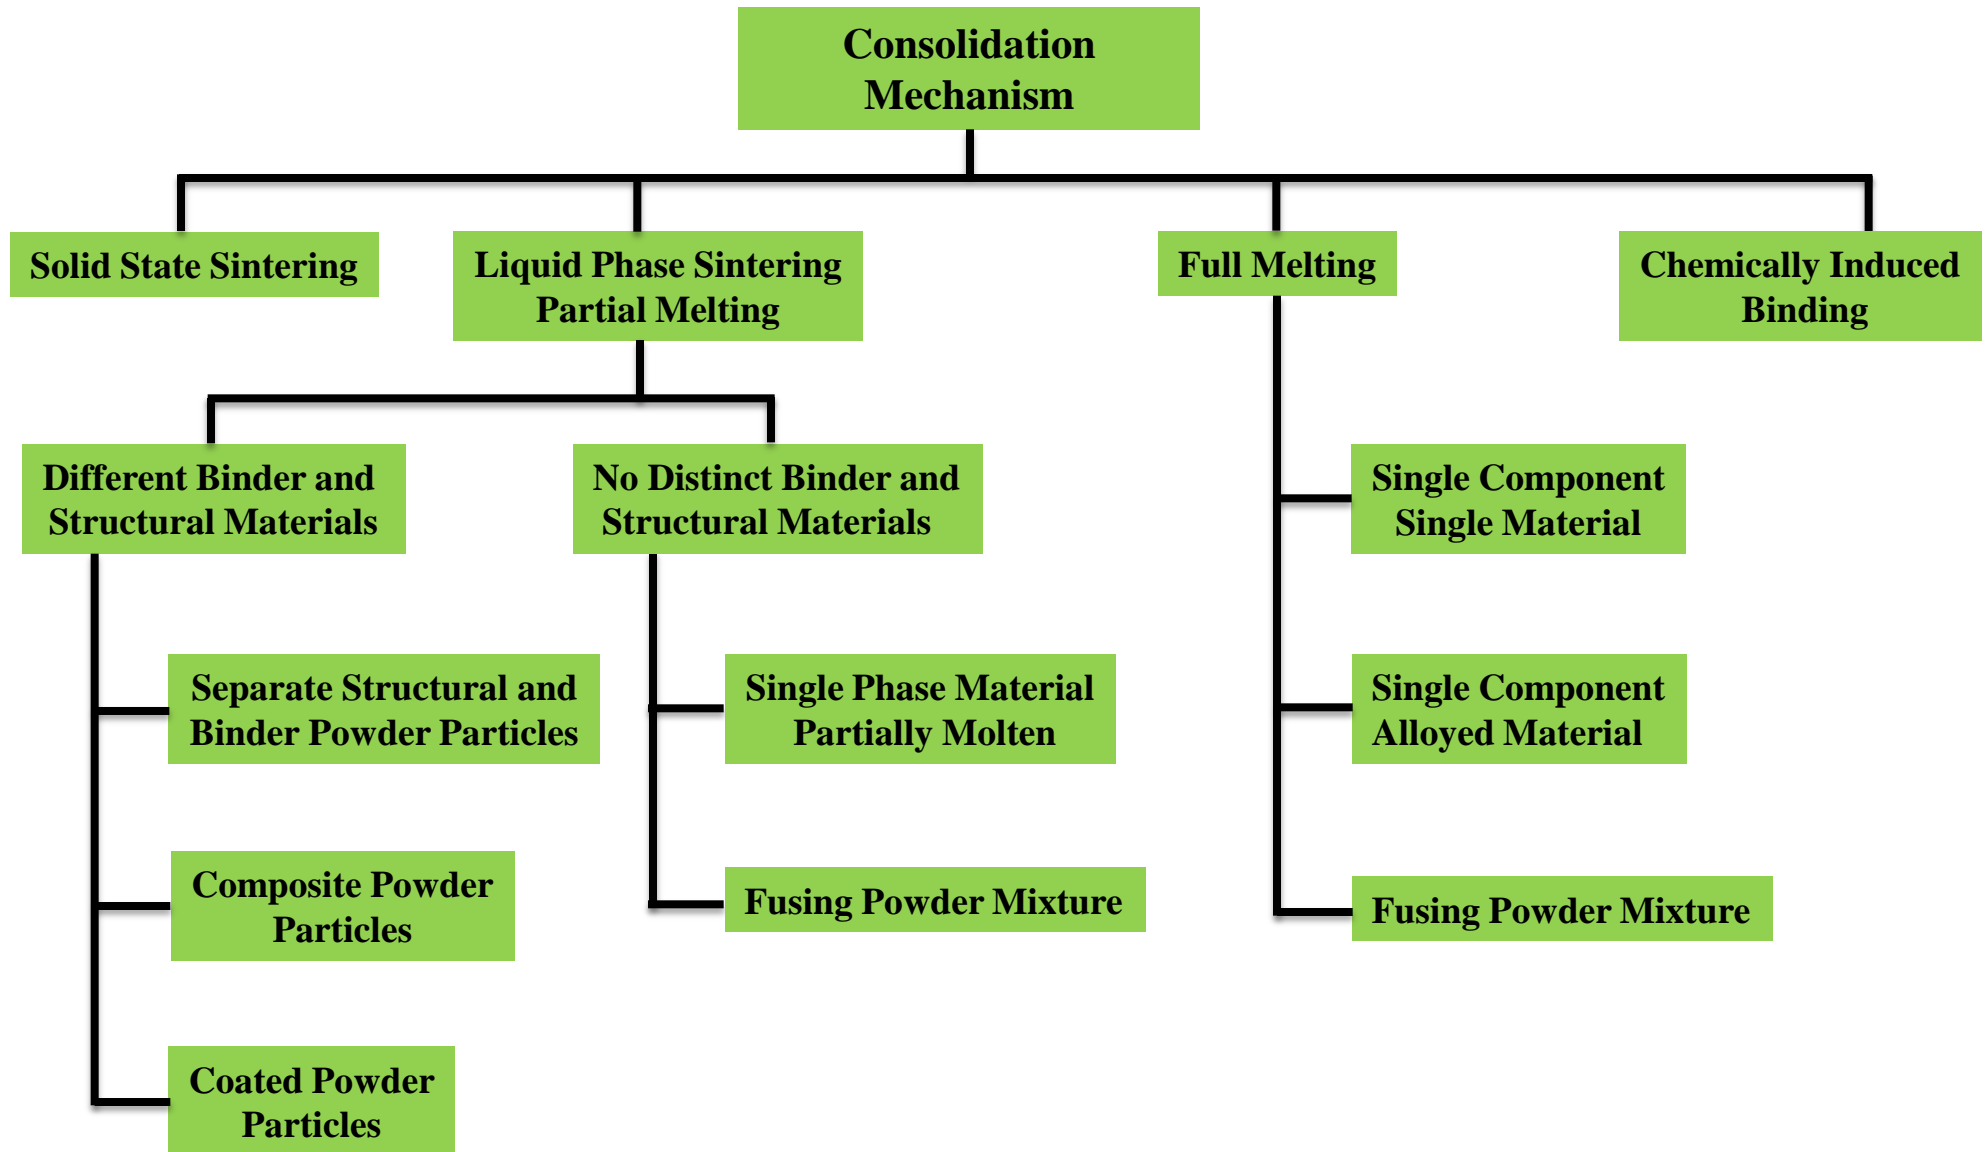 Consolidation
Mechanism
Solid State Sintering
Liquid Phase Sintering
Partial Melting
Full Melting
Chemically Induced
Binding
Different Binder and
Structural Materials
No Distinct Binder and
Structural Materials
Single Component
Single Material
Separate Structural and
Binder Powder Particles
Single Phase Material
Partially Molten
Single Component
Alloyed Material
Composite Powder
Particles
Fusing Powder Mixture
Fusing Powder Mixture
Coated Powder
Particles